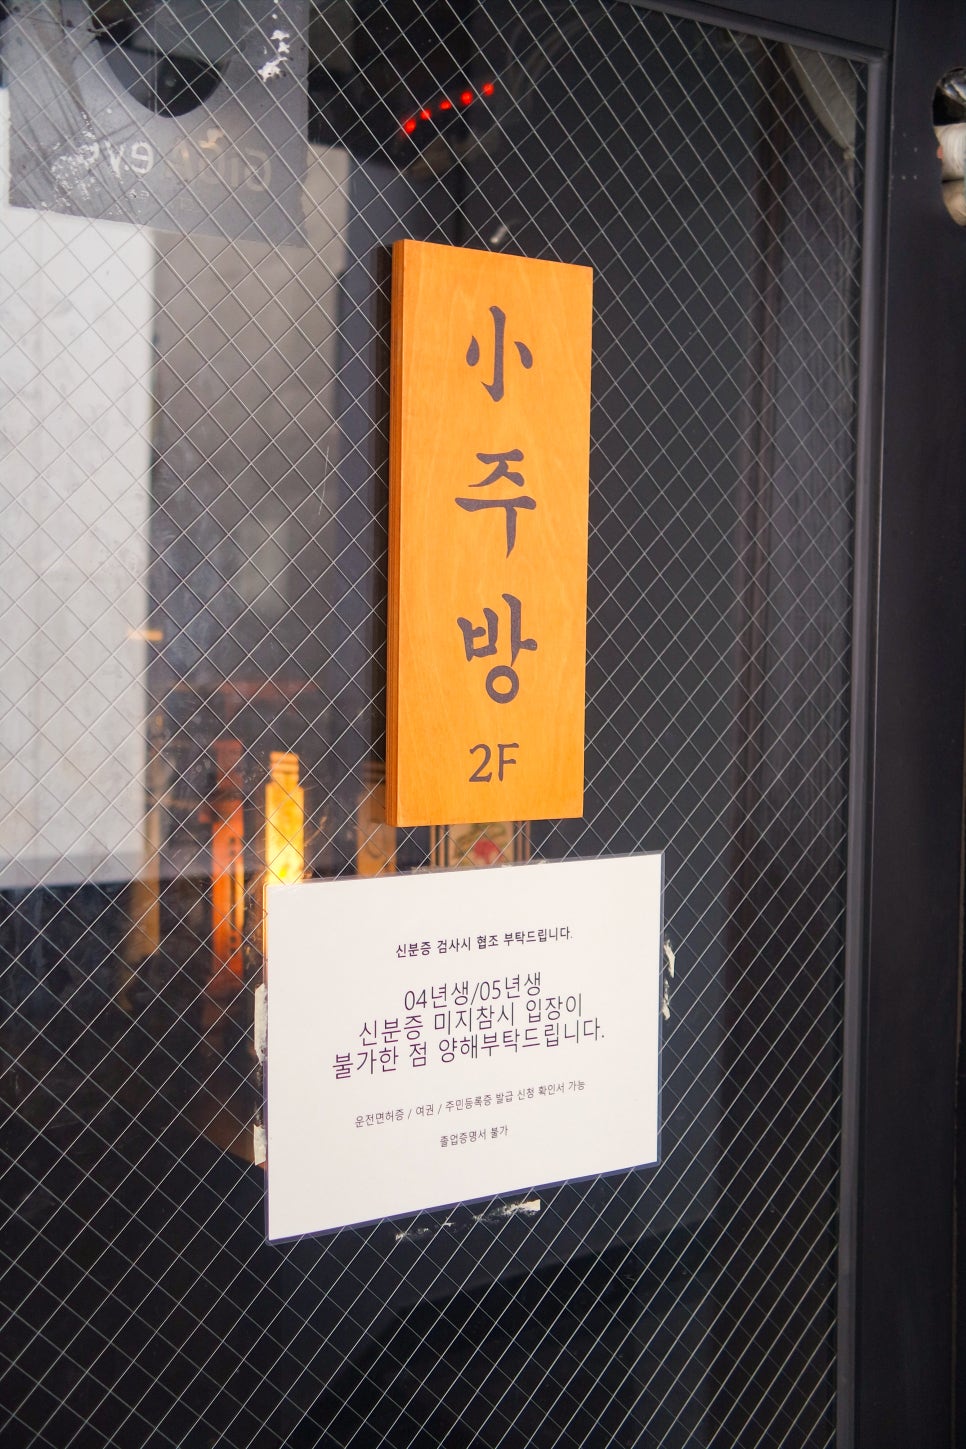 小
주
방
2F
신분증 검사시 협조 부탁드립니다.
04년생/05년생
신분증 미지참시 입장이
불가한 점 양해부탁드립니다.
운전면허증 / 여권 / 주민등록증 발급 신청 확인서 가능
졸업증명서 불가